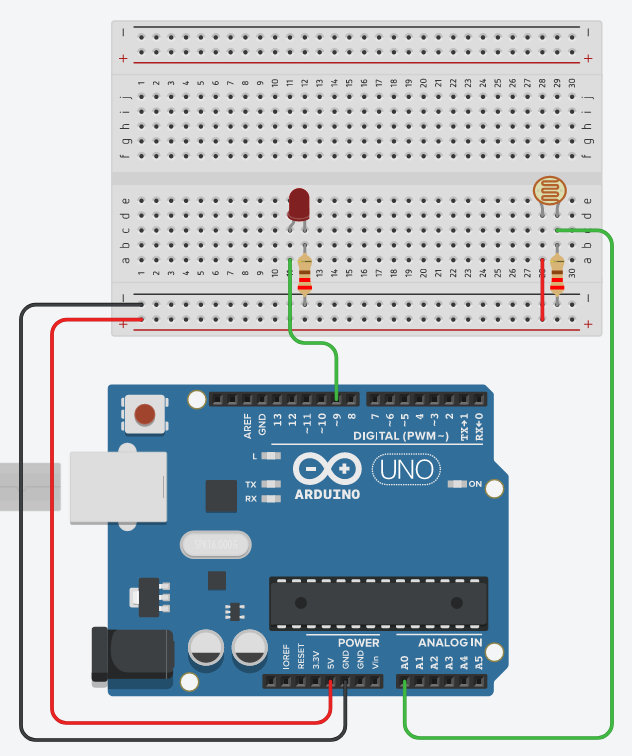 − −
+ +
1 2 3 4 5 6 7 8 9 10 11 12 13 14 15 16 17 18 19 20 21 22 23 24 25 26 27 28 29 30
j j
i i
h h
g g
f f
e e
d d
c c
b b
a a
1 2 3 4 5 6 7 8 9 10 11 12 13 14 15 16 17 18 19 20 21 22 23 24 25 26 27 28 29 30
− −
+ +
AREF GND 13 12 ~11 ~10 ~9 8 7 ~6 ~5 4 ~3 2 TX→1 RX←0
DIGITAL (PWM~)
L
TX
RX
ARDUINO
UNO
ON
POWER ANALOG IN
IOREF RESET 3.3V 5V GND GND Vin A0 A1 A2 A3 A4 A5